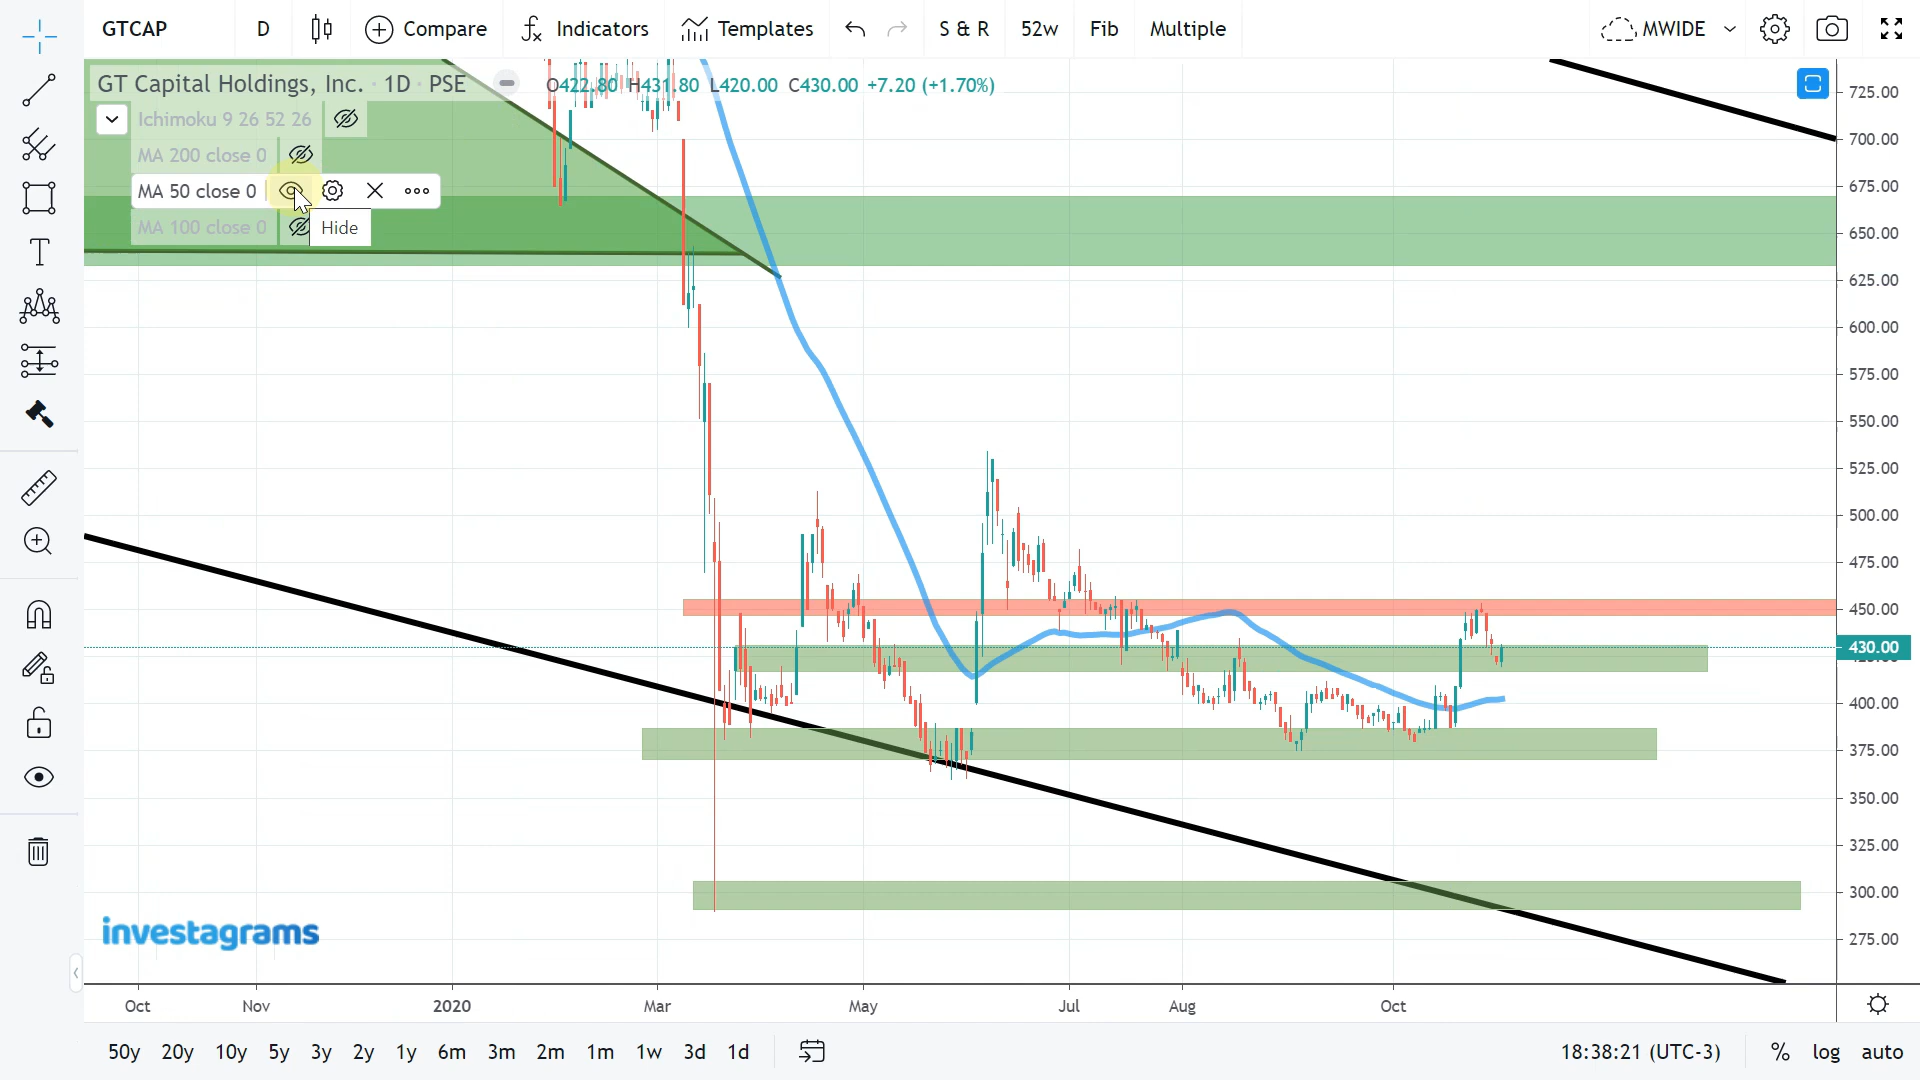 GTCAP D Compare Indicators Templates S & R 52w Fib Multiple MWIDE
GT Capital Holdings, Inc. · 1D · PSE O422.80 H431.80 L420.00 C430.00 +7.20 (+1.70%)
Ichimoku 9 26 52 26
MA 200 close 0
MA 50 close 0
MA 100 close 0
Hide
725.00
700.00
675.00
650.00
625.00
600.00
575.00
550.00
525.00
500.00
475.00
450.00
430.00
400.00
375.00
350.00
325.00
300.00
275.00
investagrams
Oct Nov 2020 Mar May Jul Aug Oct
50y 20y 10y 5y 3y 2y 1y 6m 3m 2m 1m 1w 3d 1d 18:38:21 (UTC-3) % log auto